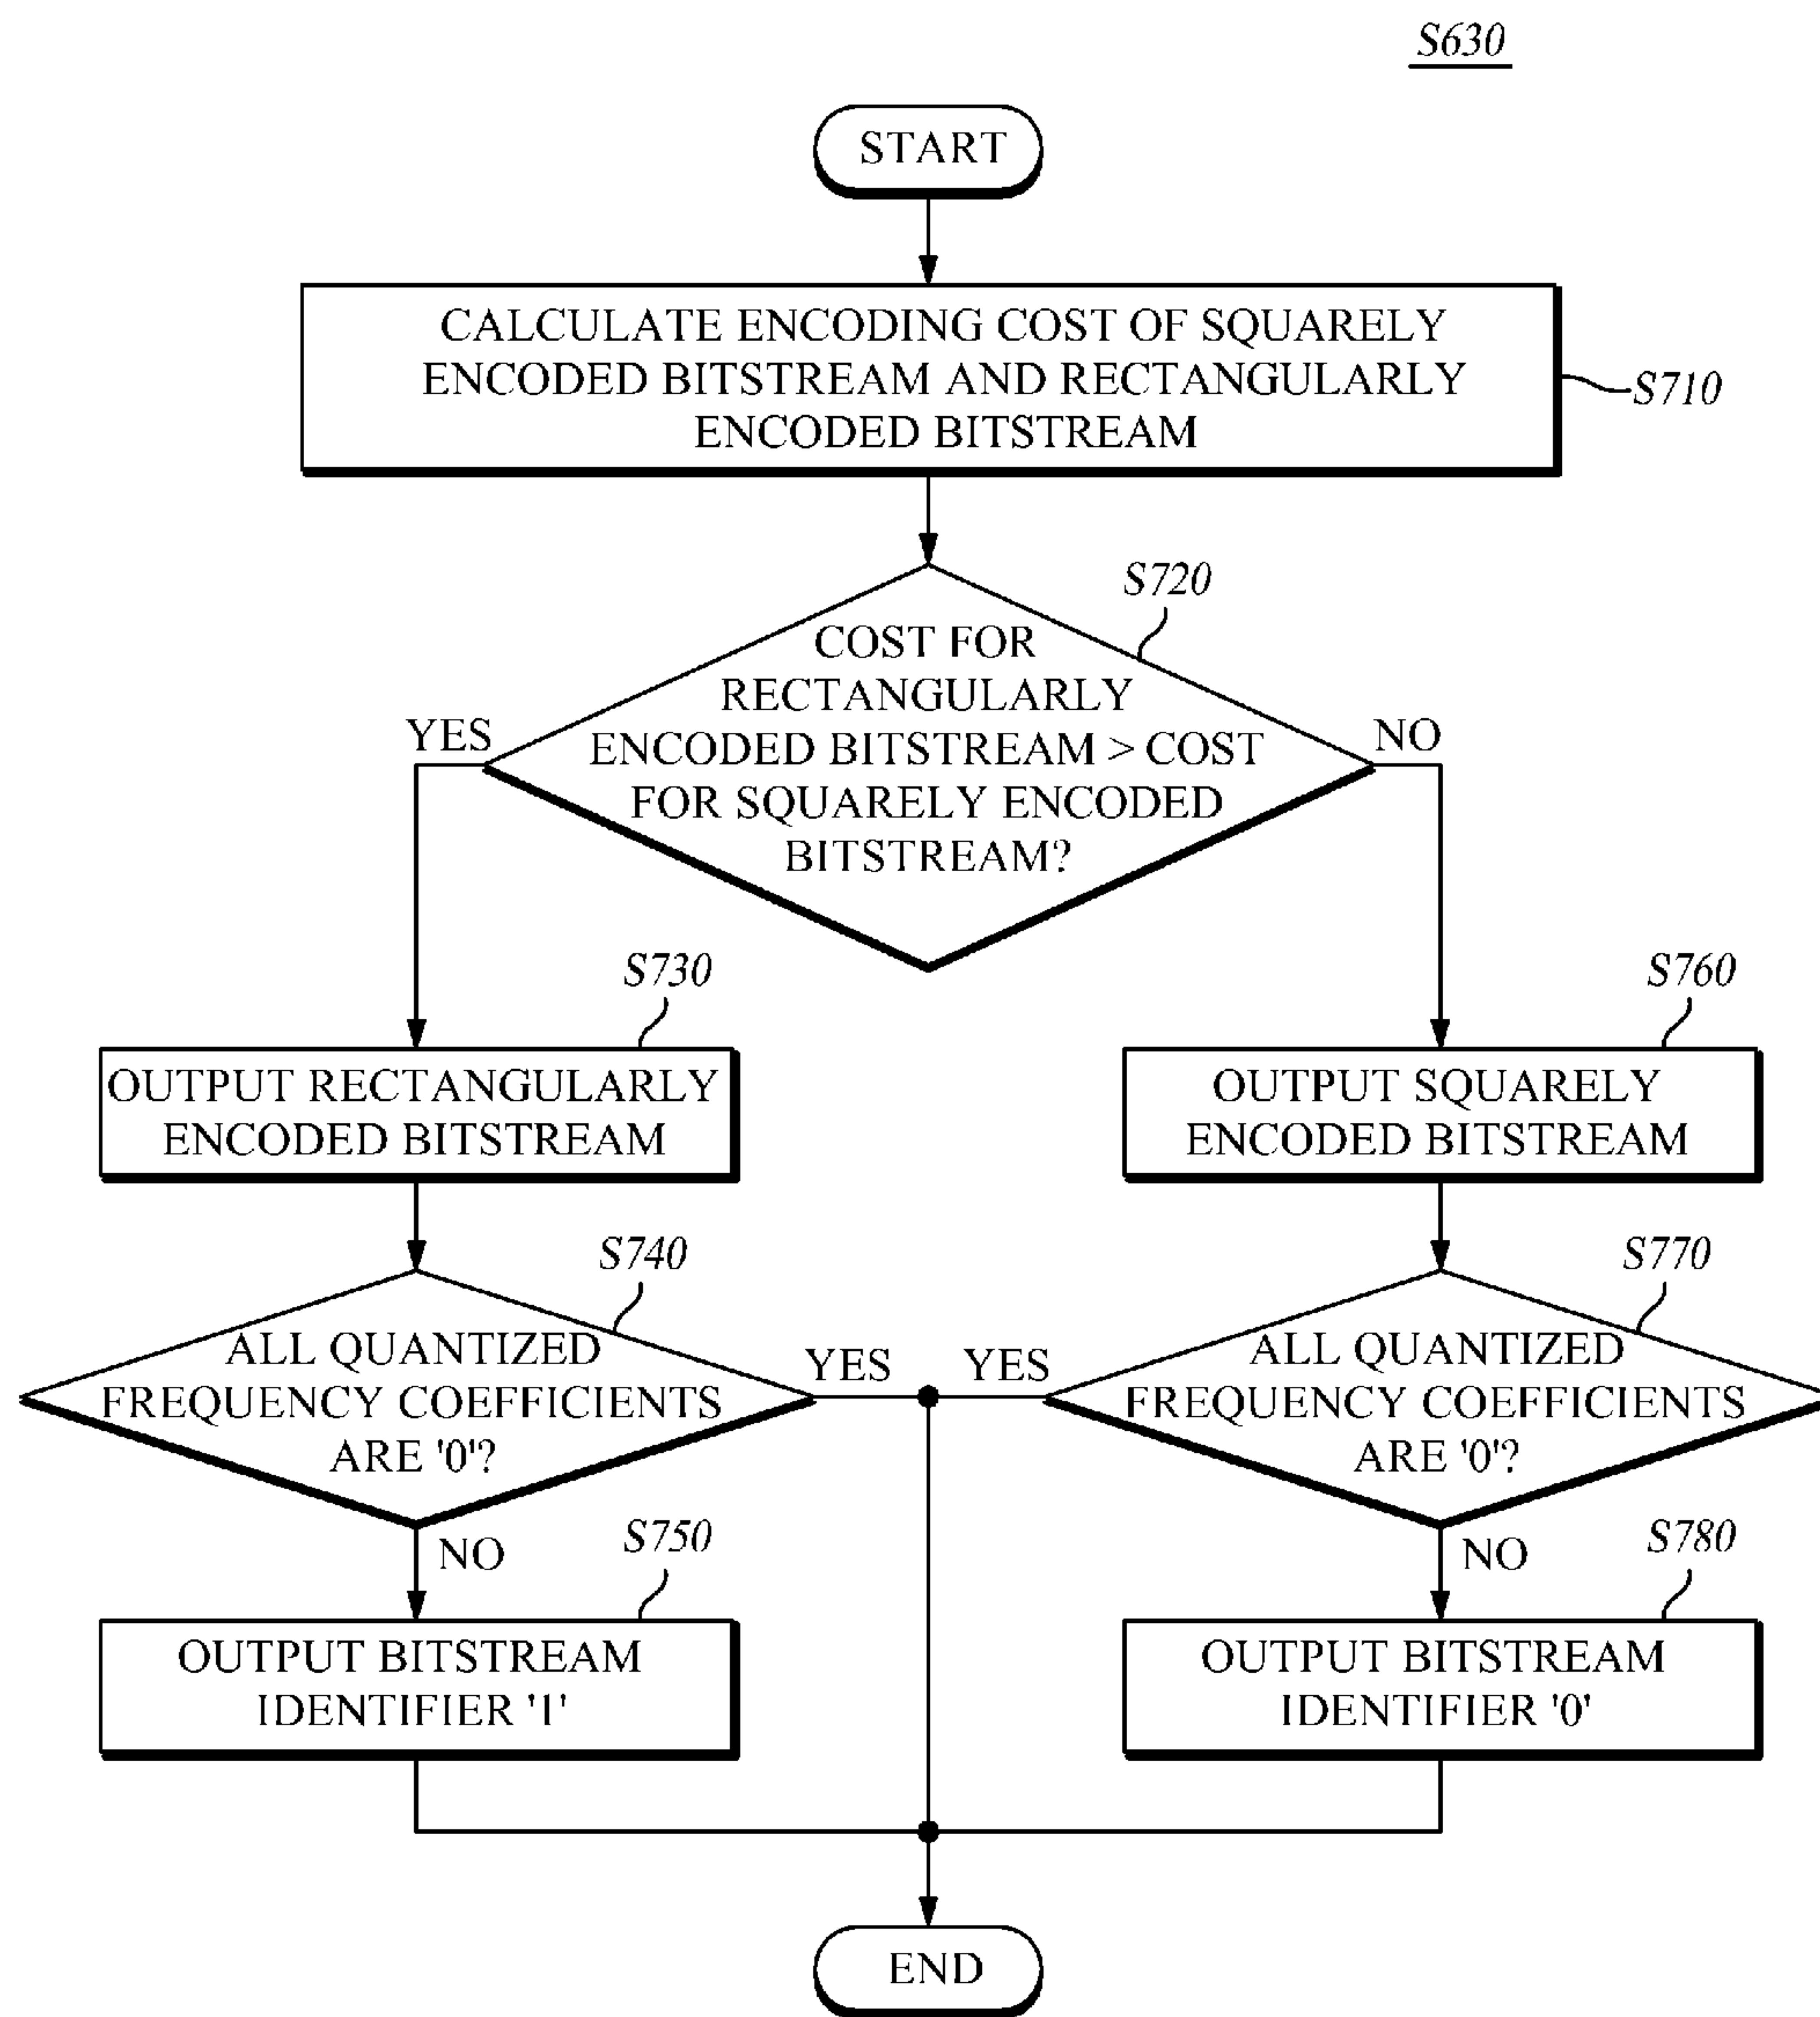 S630
START
CALCULATE ENCODING COST OF SQUARELY
ENCODED BITSTREAM AND RECTANGULARLY
ENCODED BITSTREAM
S710
S720
COST FOR
RECTANGULARLY
ENCODED BITSTREAM > COST
FOR SQUARELY ENCODED
BITSTREAM?
YES
NO
S730
OUTPUT RECTANGULARLY
ENCODED BITSTREAM
S760
OUTPUT SQUARELY
ENCODED BITSTREAM
S740
ALL QUANTIZED
FREQUENCY COEFFICIENTS
ARE '0'?
YES
YES
S770
ALL QUANTIZED
FREQUENCY COEFFICIENTS
ARE '0'?
NO
S750
OUTPUT BITSTREAM
IDENTIFIER '1'
NO
S780
OUTPUT BITSTREAM
IDENTIFIER '0'
END